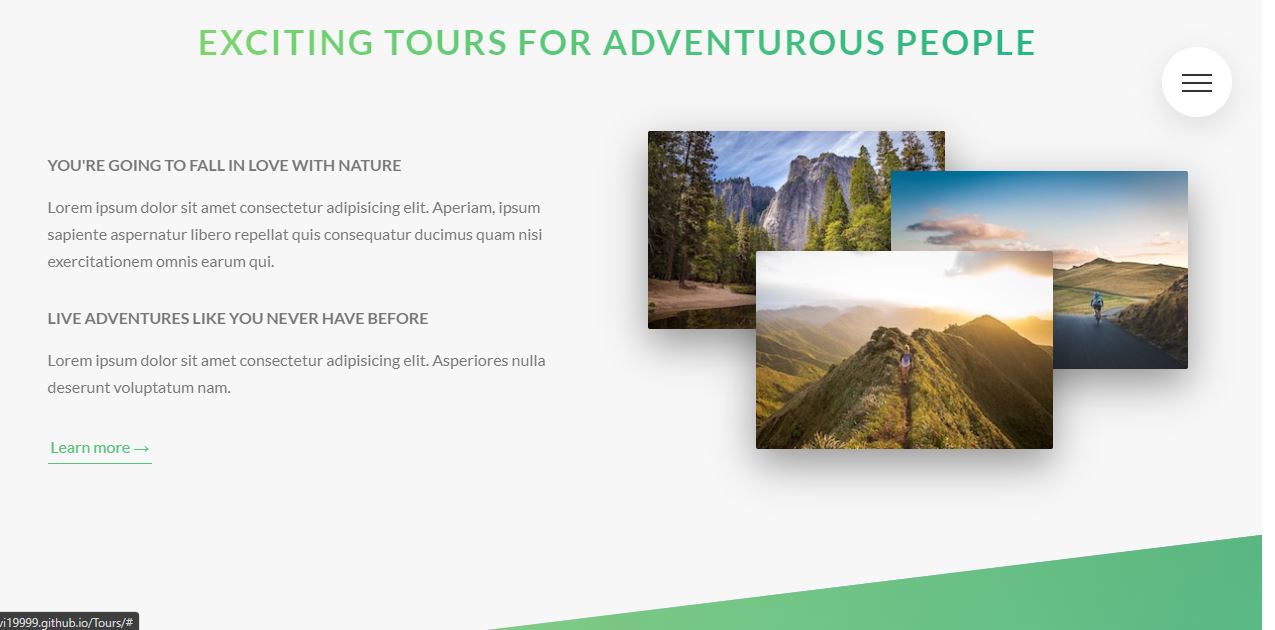 EXCITING TOURS FOR ADVENTUROUS PEOPLE
YOU'RE GOING TO FALL IN LOVE WITH NATURE
Lorem ipsum dolor sit amet consectetur adipisicing elit. Aperiam, ipsum
sapiente aspernatur libero repellat quis consequatur ducimus quam nisi
exercitationem omnis earum qui.
LIVE ADVENTURES LIKE YOU NEVER HAVE BEFORE
Lorem ipsum dolor sit amet consectetur adipisicing elit. Asperiores nulla
deserunt voluptatum nam.
Learn more →
vi19999.github.io/Tours/#